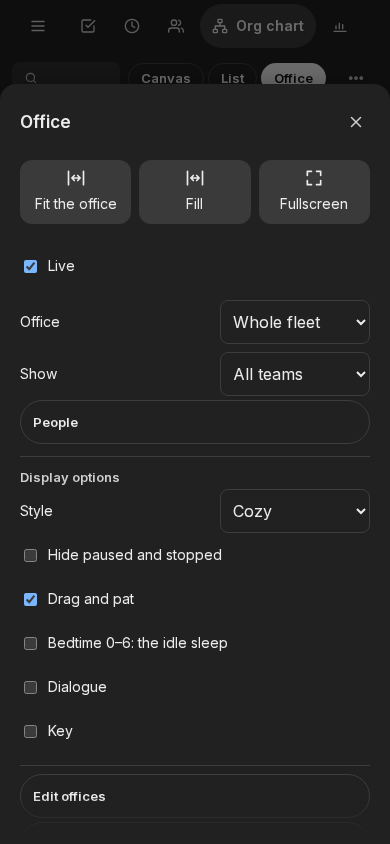 Org chart
Canvas
List
Office
Office
Fit the office
Fill
Fullscreen
Live
Office
Whole fleet
Show
All teams
People
Display options
Style
Cozy
Hide paused and stopped
Drag and pat
Bedtime 0–6: the idle sleep
Dialogue
Key
Edit offices